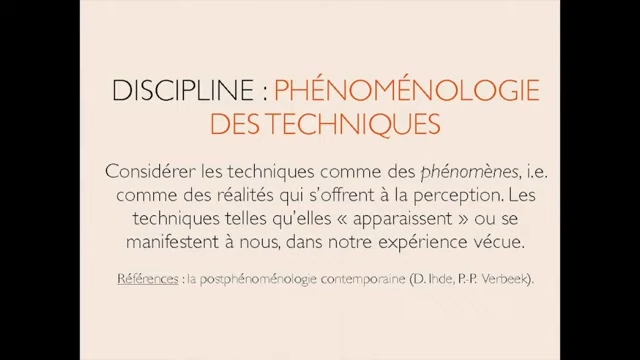 DISCIPLINE : PHÉNOMÉNOLOGIE
DES TECHNIQUES
Considérer les techniques comme des phénomènes, i.e.
comme des réalités qui s’offrent à la perception. Les
techniques telles qu’elles « apparaissent » ou se
manifestent à nous, dans notre expérience vécue.
Références : la postphénoménologie contemporaine (D. Ihde, P.-P. Verbeek).